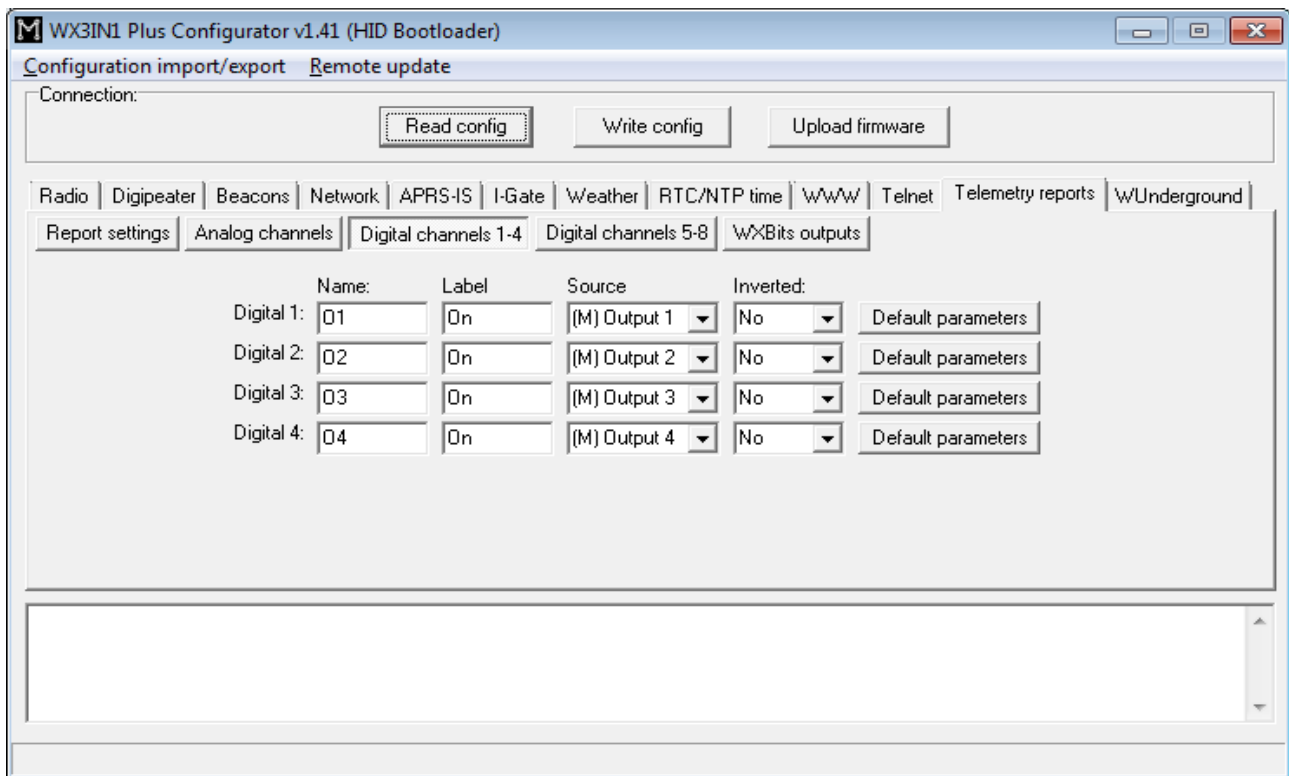 WX3IN1 Plus Configurator v1.41 (HID Bootloader)
Configuration import/export Remote update
Connection:
Read config Write config Upload firmware
Radio Digipeater Beacons Network APRS-IS I-Gate Weather RTC/NTP time WWW Telnet Telemetry reports WUnderground
Report settings Analog channels Digital channels 1-4 Digital channels 5-8 WXBits outputs
Name: Label Source Inverted:
Digital 1: O1 On (M) Output 1 No Default parameters
Digital 2: O2 On (M) Output 2 No Default parameters
Digital 3: O3 On (M) Output 3 No Default parameters
Digital 4: O4 On (M) Output 4 No Default parameters